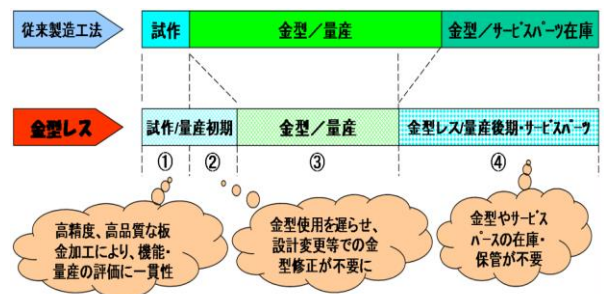 従来製造工法
試作
金型／量産
金型／サービスパーツ在庫
金型レス
試作/量産初期
金型／量産
金型レス/量産後期・サービスパーツ
①
②
③
④
高精度、高品質な板
金加工により、機能・
量産の評価に一貫性
金型使用を遅らせ、
設計変更等での金
型修正が不要に
金型やサービス
パースの在庫・
保管が不要